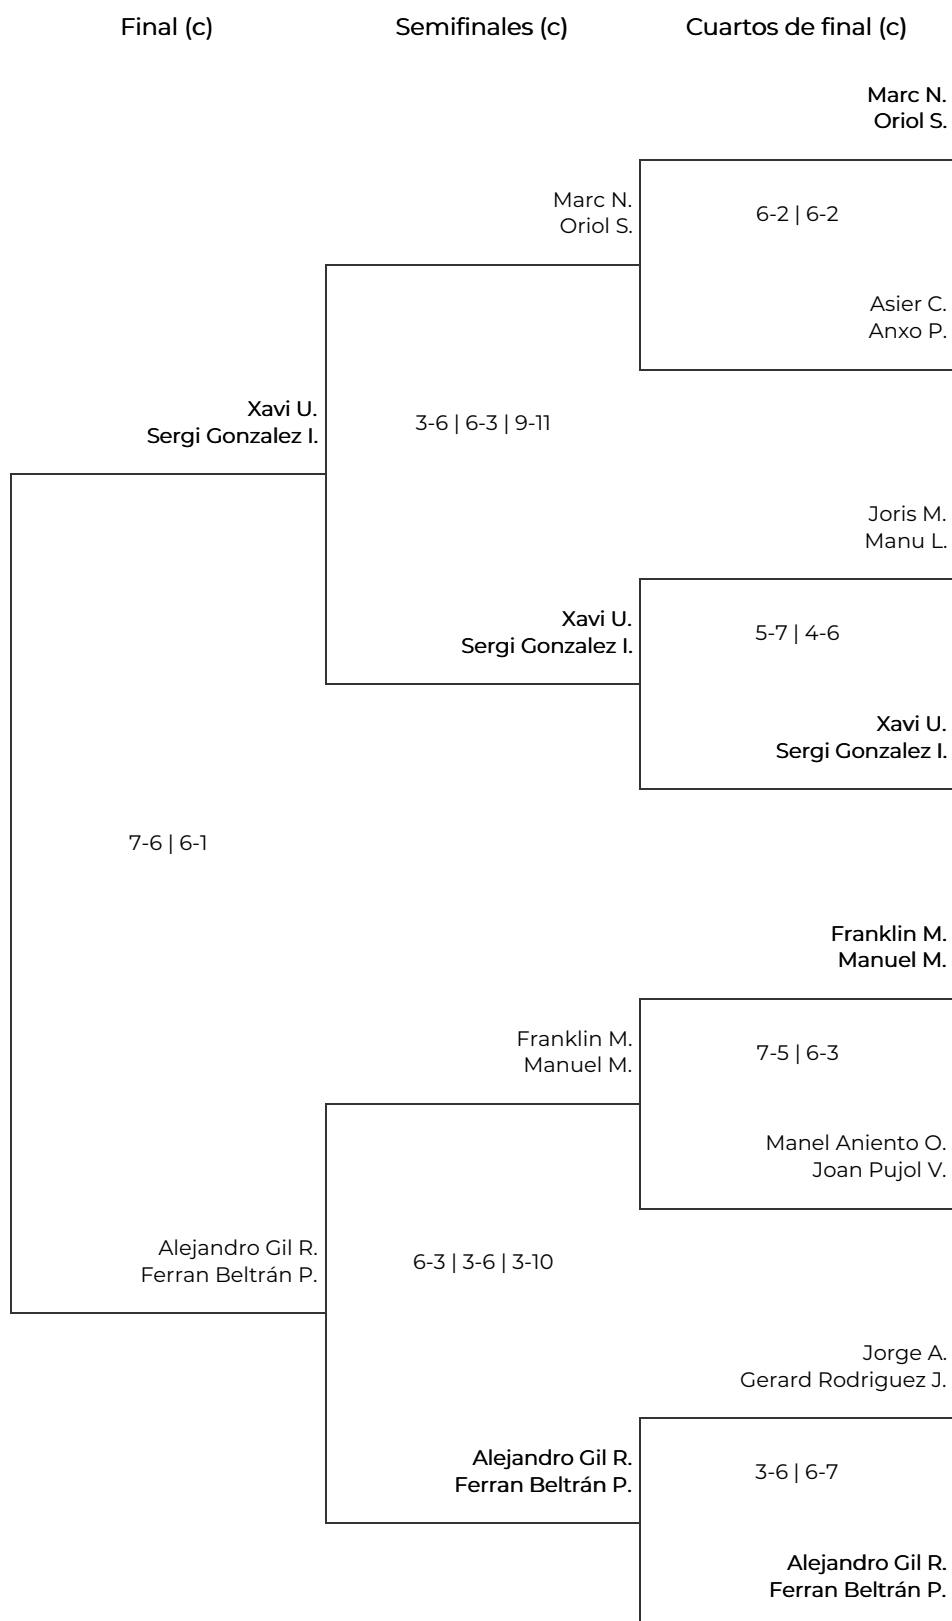 Final (c)
Semifinales (c)
Cuartos de final (c)
Marc N.
Oriol S.
Marc N.
Oriol S.
6-2 | 6-2
Asier C.
Anxo P.
Xavi U.
Sergi Gonzalez I.
3-6 | 6-3 | 9-11
Joris M.
Manu L.
Xavi U.
Sergi Gonzalez I.
5-7 | 4-6
Xavi U.
Sergi Gonzalez I.
7-6 | 6-1
Franklin M.
Manuel M.
Franklin M.
Manuel M.
7-5 | 6-3
Manel Aniento O.
Joan Pujol V.
Alejandro Gil R.
Ferran Beltrán P.
6-3 | 3-6 | 3-10
Jorge A.
Gerard Rodriguez J.
Alejandro Gil R.
Ferran Beltrán P.
3-6 | 6-7
Alejandro Gil R.
Ferran Beltrán P.